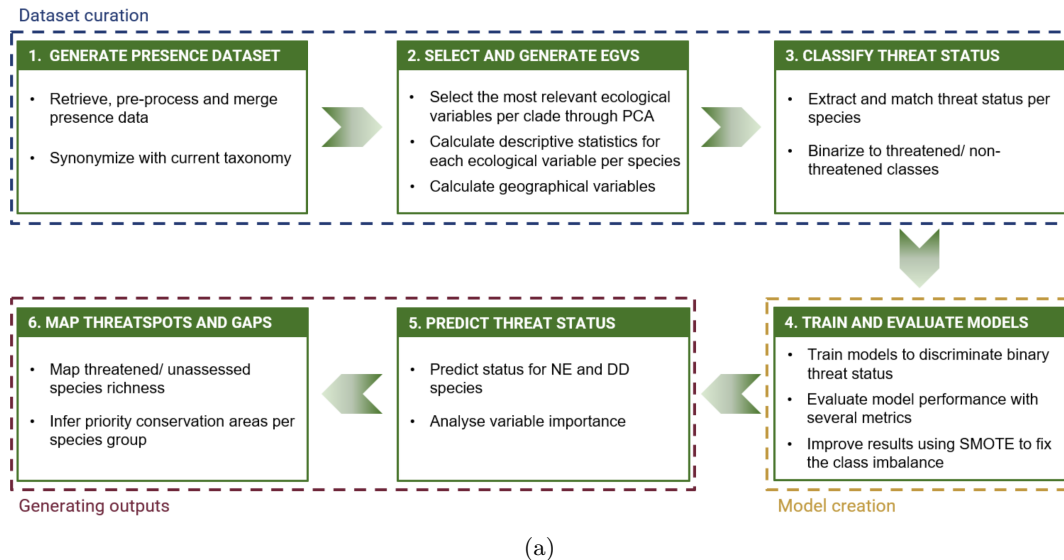 Dataset curation
1. GENERATE PRESENCE DATASET
• Retrieve, pre-process and merge
presence data
• Synonymize with current taxonomy
2. SELECT AND GENERATE EGVS
• Select the most relevant ecological
variables per clade through PCA
• Calculate descriptive statistics for
each ecological variable per species
• Calculate geographical variables
3. CLASSIFY THREAT STATUS
• Extract and match threat status per
species
• Binarize to threatened/ non-
threatened classes
4. TRAIN AND EVALUATE MODELS
• Train models to discriminate binary
threat status
• Evaluate model performance with
several metrics
• Improve results using SMOTE to fix
the class imbalance
Model creation
5. PREDICT THREAT STATUS
• Predict status for NE and DD
species
• Analyse variable importance
6. MAP THREATSPOTS AND GAPS
• Map threatened/ unassessed
species richness
• Infer priority conservation areas per
species group
Generating outputs
(a)